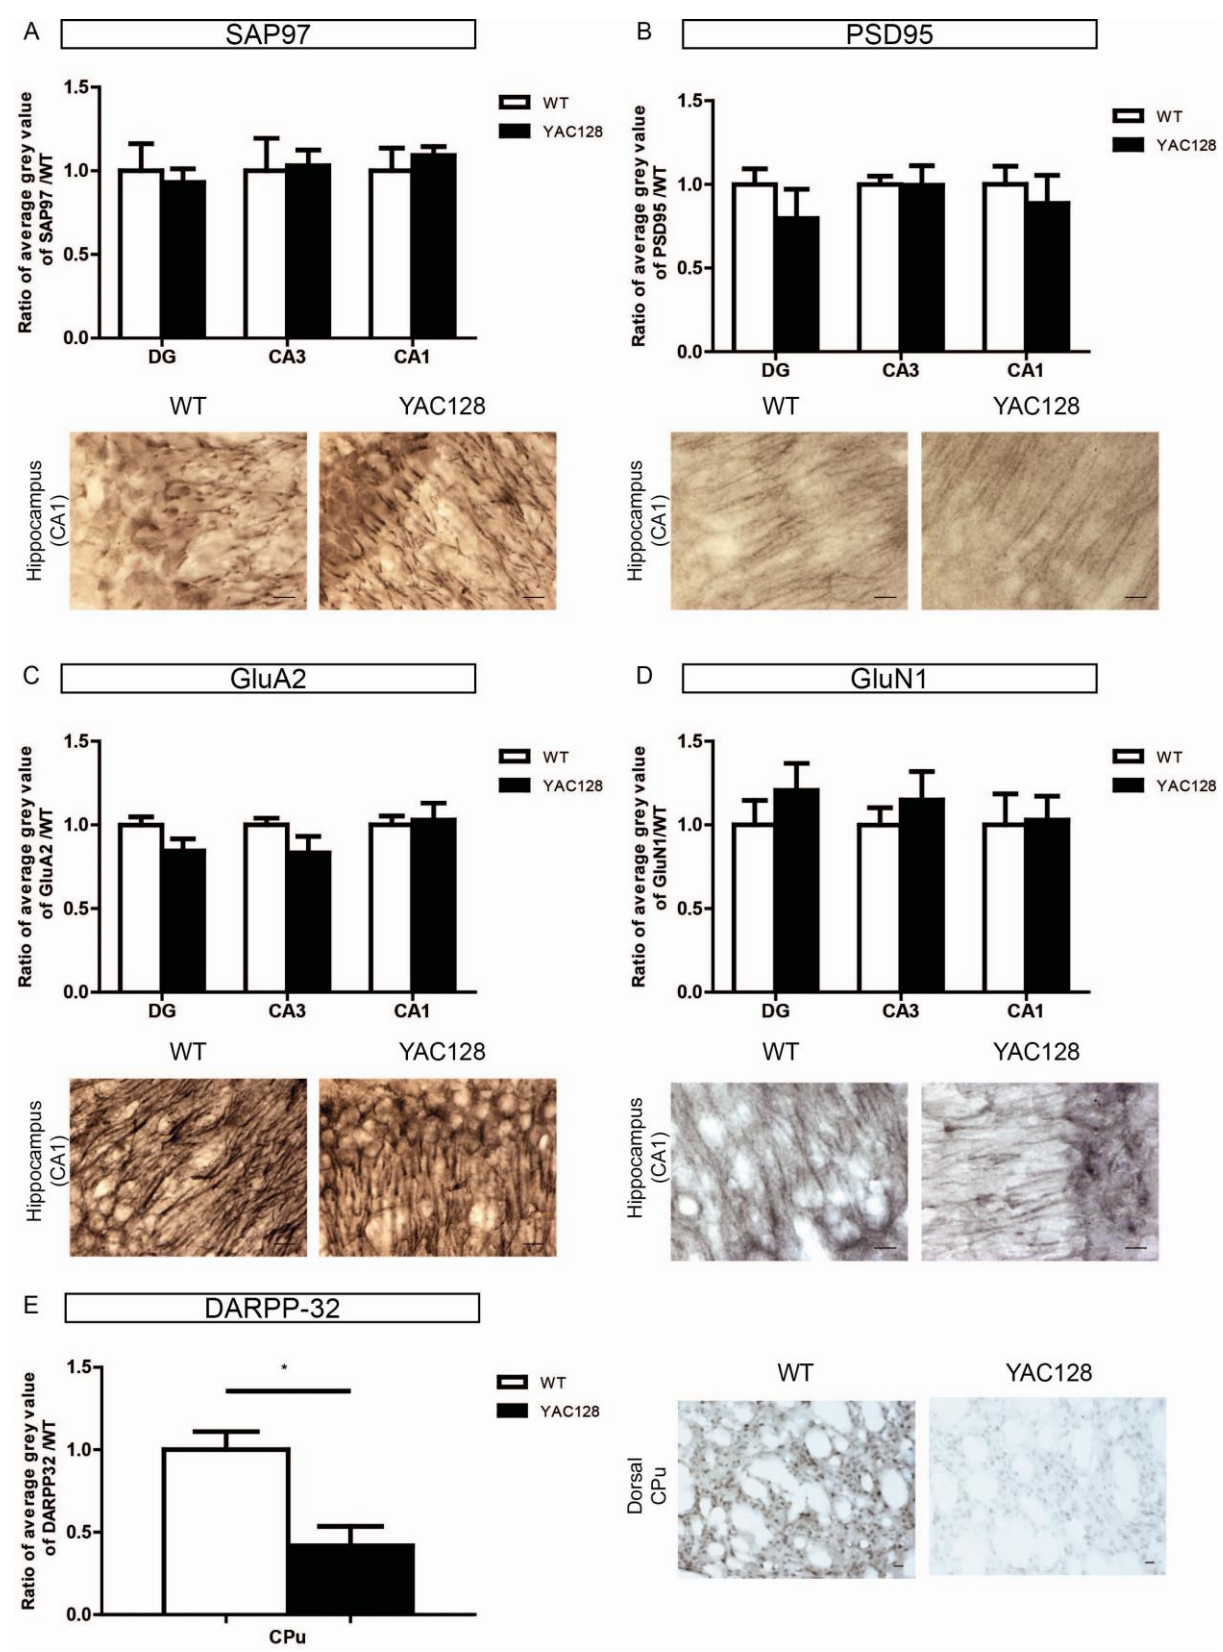 A
SAP97
Ratio of average grey value
of SAP97 /WT
1.5
1.0
0.5
0.0
DG
CA3
CA1
WT
YAC128
WT
YAC128
Hippocampus
(CA1)
B
PSD95
Ratio of average grey value
of PSD95 /WT
1.5
1.0
0.5
0.0
DG
CA3
CA1
WT
YAC128
WT
YAC128
Hippocampus
(CA1)
C
GluA2
Ratio of average grey value
of GluA2 /WT
1.5
1.0
0.5
0.0
DG
CA3
CA1
WT
YAC128
WT
YAC128
Hippocampus
(CA1)
D
GluN1
Ratio of average grey value
of GluN1/WT
1.5
1.0
0.5
0.0
DG
CA3
CA1
WT
YAC128
WT
YAC128
Hippocampus
(CA1)
E
DARPP-32
Ratio of average grey value
of DARPP32 /WT
1.5
1.0
0.5
0.0
*
CPu
WT
YAC128
WT
YAC128
Dorsal
CPu